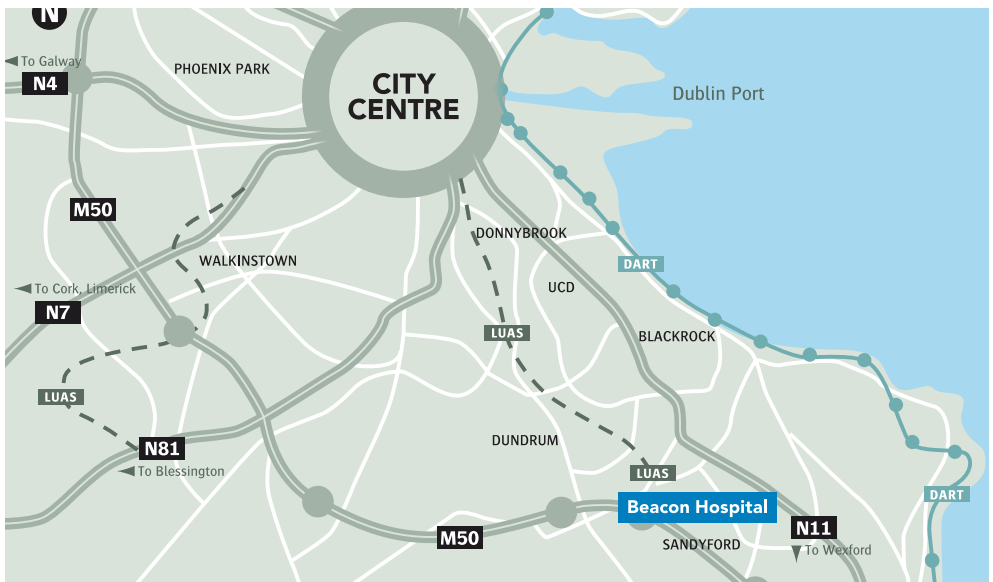 N
To Galway
N4
PHOENIX PARK
CITY
CENTRE
Dublin Port
M50
DONNYBROOK
WALKINSTOWN
DART
To Cork, Limerick
UCD
N7
LUAS
BLACKROCK
LUAS
DUNDRUM
N81
To Blessington
LUAS
DART
Beacon Hospital
N11
M50
SANDYFORD
To Wexford